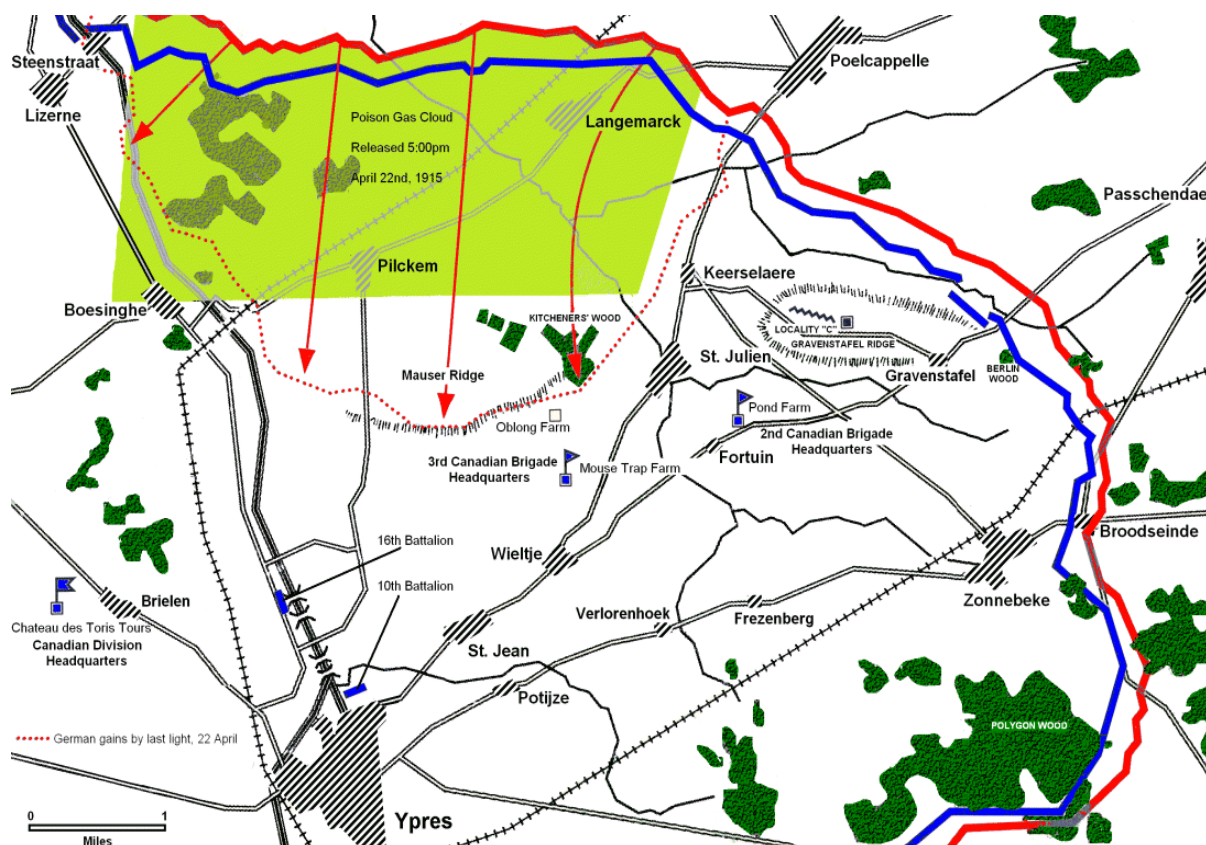 Steenstraat
Lizerne
Poison Gas Cloud
Released 5:00pm
April 22nd, 1915
Langemarck
Poelcappelle
Passchendae
Pilckem
Boesinghe
Keerselaere
KITCHENERS' WOOD
LOCALITY "C"
GRAVENSTAFEL RIDGE
St. Julien
Gravenstafel
BERLIN
WOOD
Mauser Ridge
Oblong Farm
Pond Farm
2nd Canadian Brigade
Headquarters
Fortuin
3rd Canadian Brigade
Headquarters
Mouse Trap Farm
Broodseinde
16th Battalion
Wieltje
10th Battalion
Brielen
Zonnebeke
Verlorenhoek
Frezenberg
Chateau des Toris Tours
Canadian Division
Headquarters
St. Jean
Potijze
POLYGON WOOD
German gains by last light, 22 April
0 1
Miles
Ypres